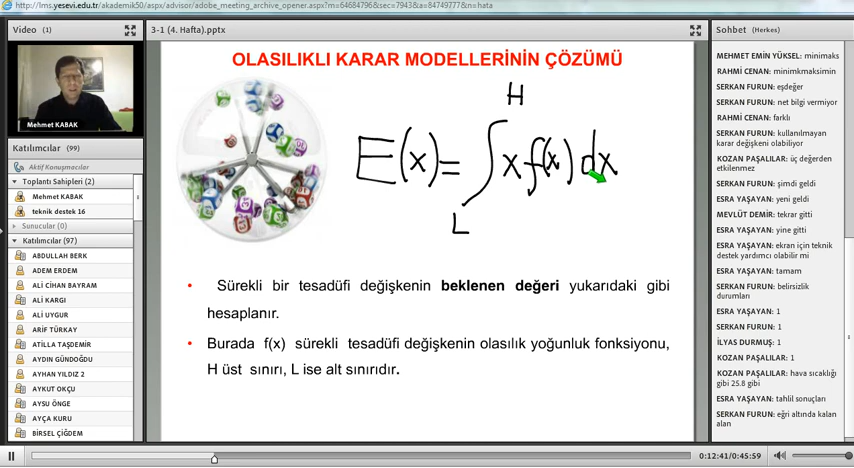 http://lms.yesevi.edu.tr/akademik50/aspx/advisor/adobe_meeting_archive_opener.aspx?m=64684796&sec=7943&a=84749777&n=hata
Video (1)
Mehmet KABAK
Katılımcılar (99)
Aktif Konuşmacılar
Toplantı Sahipleri (2)
Mehmet KABAK
teknik destek 16
Sunucular (0)
Katılımcılar (97)
ABDULLAH BERK
ADEM ERDEM
ALİ CİHAN BAYRAM
ALİ KARGI
ALİ UYGUR
ARİF TÜRKAY
ATİLLA TAŞDEMİR
AYDIN GÜNDOĞDU
AYHAN YILDIZ 2
AYKUT OKÇU
AYSU ÖNGE
AYÇA KURU
BİRSEL ÇİĞDEM
3-1 (4. Hafta).pptx
OLASILIKLI KARAR MODELLERİNİN ÇÖZÜMÜ
H
E(x) = ∫ x f(x) dx
L
• Sürekli bir tesadüfi değişkenin beklenen değeri yukarıdaki gibi
hesaplanır.
• Burada f(x) sürekli tesadüfi değişkenin olasılık yoğunluk fonksiyonu,
H üst sınırı, L ise alt sınırıdır.
Sohbet (Herkes)
MEHMET EMİN YÜKSEL: minimaks
RAHMİ CENAN: minimkmaksimin
SERKAN FURUN: eşdeğer
SERKAN FURUN: net bilgi vermiyor
RAHMİ CENAN: farklı
SERKAN FURUN: kullanılmayan
karar değişkeni olabiliyor
KOZAN PAŞALILAR: üç değerden
etkilenmez
SERKAN FURUN: şimdi geldi
ESRA YAŞAYAN: yeni geldi
MEVLÜT DEMİR: tekrar gitti
ESRA YAŞAYAN: yine gitti
ESRA YAŞAYAN: ekran için teknik
destek yardımcı olabilir mi
ESRA YAŞAYAN: tamam
SERKAN FURUN: belirsizlik
durumları
ESRA YAŞAYAN: 1
SERKAN FURUN: 1
İLYAS DURMUŞ: 1
KOZAN PAŞALILAR: 1
KOZAN PAŞALILAR: hava sıcaklığı
gibi 25.8 gibi
ESRA YAŞAYAN: tahlil sonuçları
SERKAN FURUN: eğri altında kalan
alan
0:12:41/0:45:59